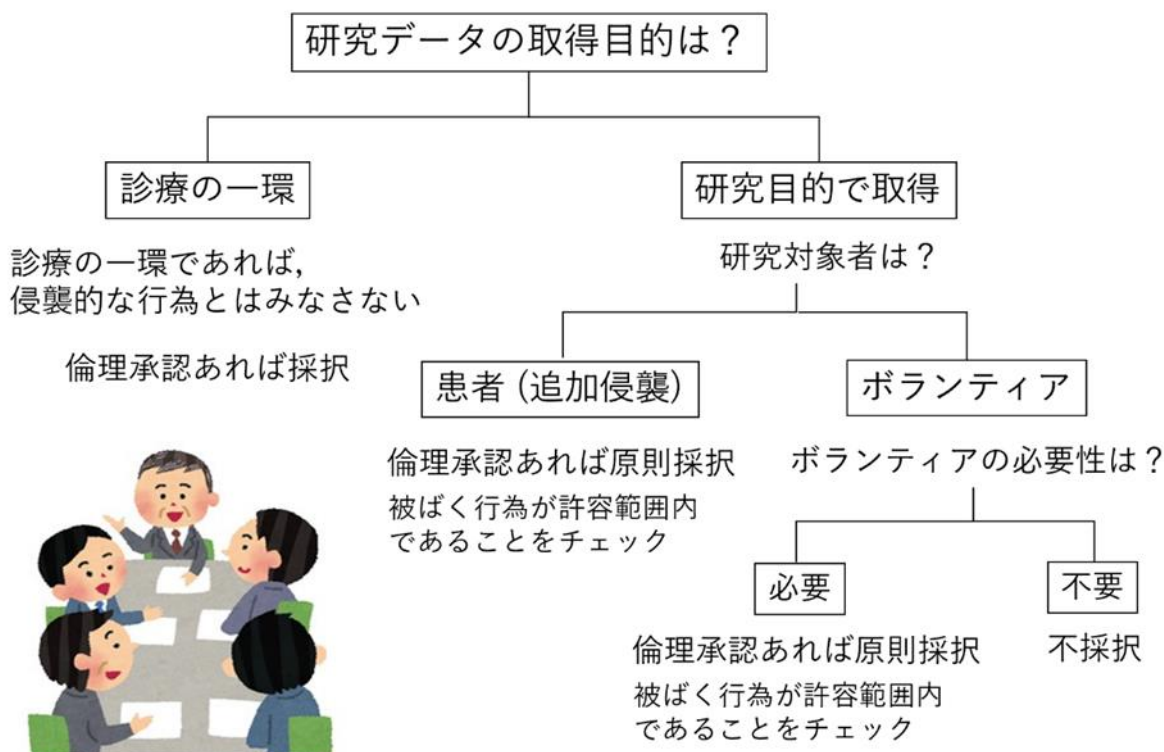 研究データの取得目的は？
診療の一環
研究目的で取得
診療の一環であれば,
侵襲的な行為とはみなさない
倫理承認あれば採択
研究対象者は？
患者 (追加侵襲)
ボランティア
倫理承認あれば原則採択
被ばく行為が許容範囲内
であることをチェック
ボランティアの必要性は？
必要
不要
倫理承認あれば原則採択
被ばく行為が許容範囲内
であることをチェック
不採択